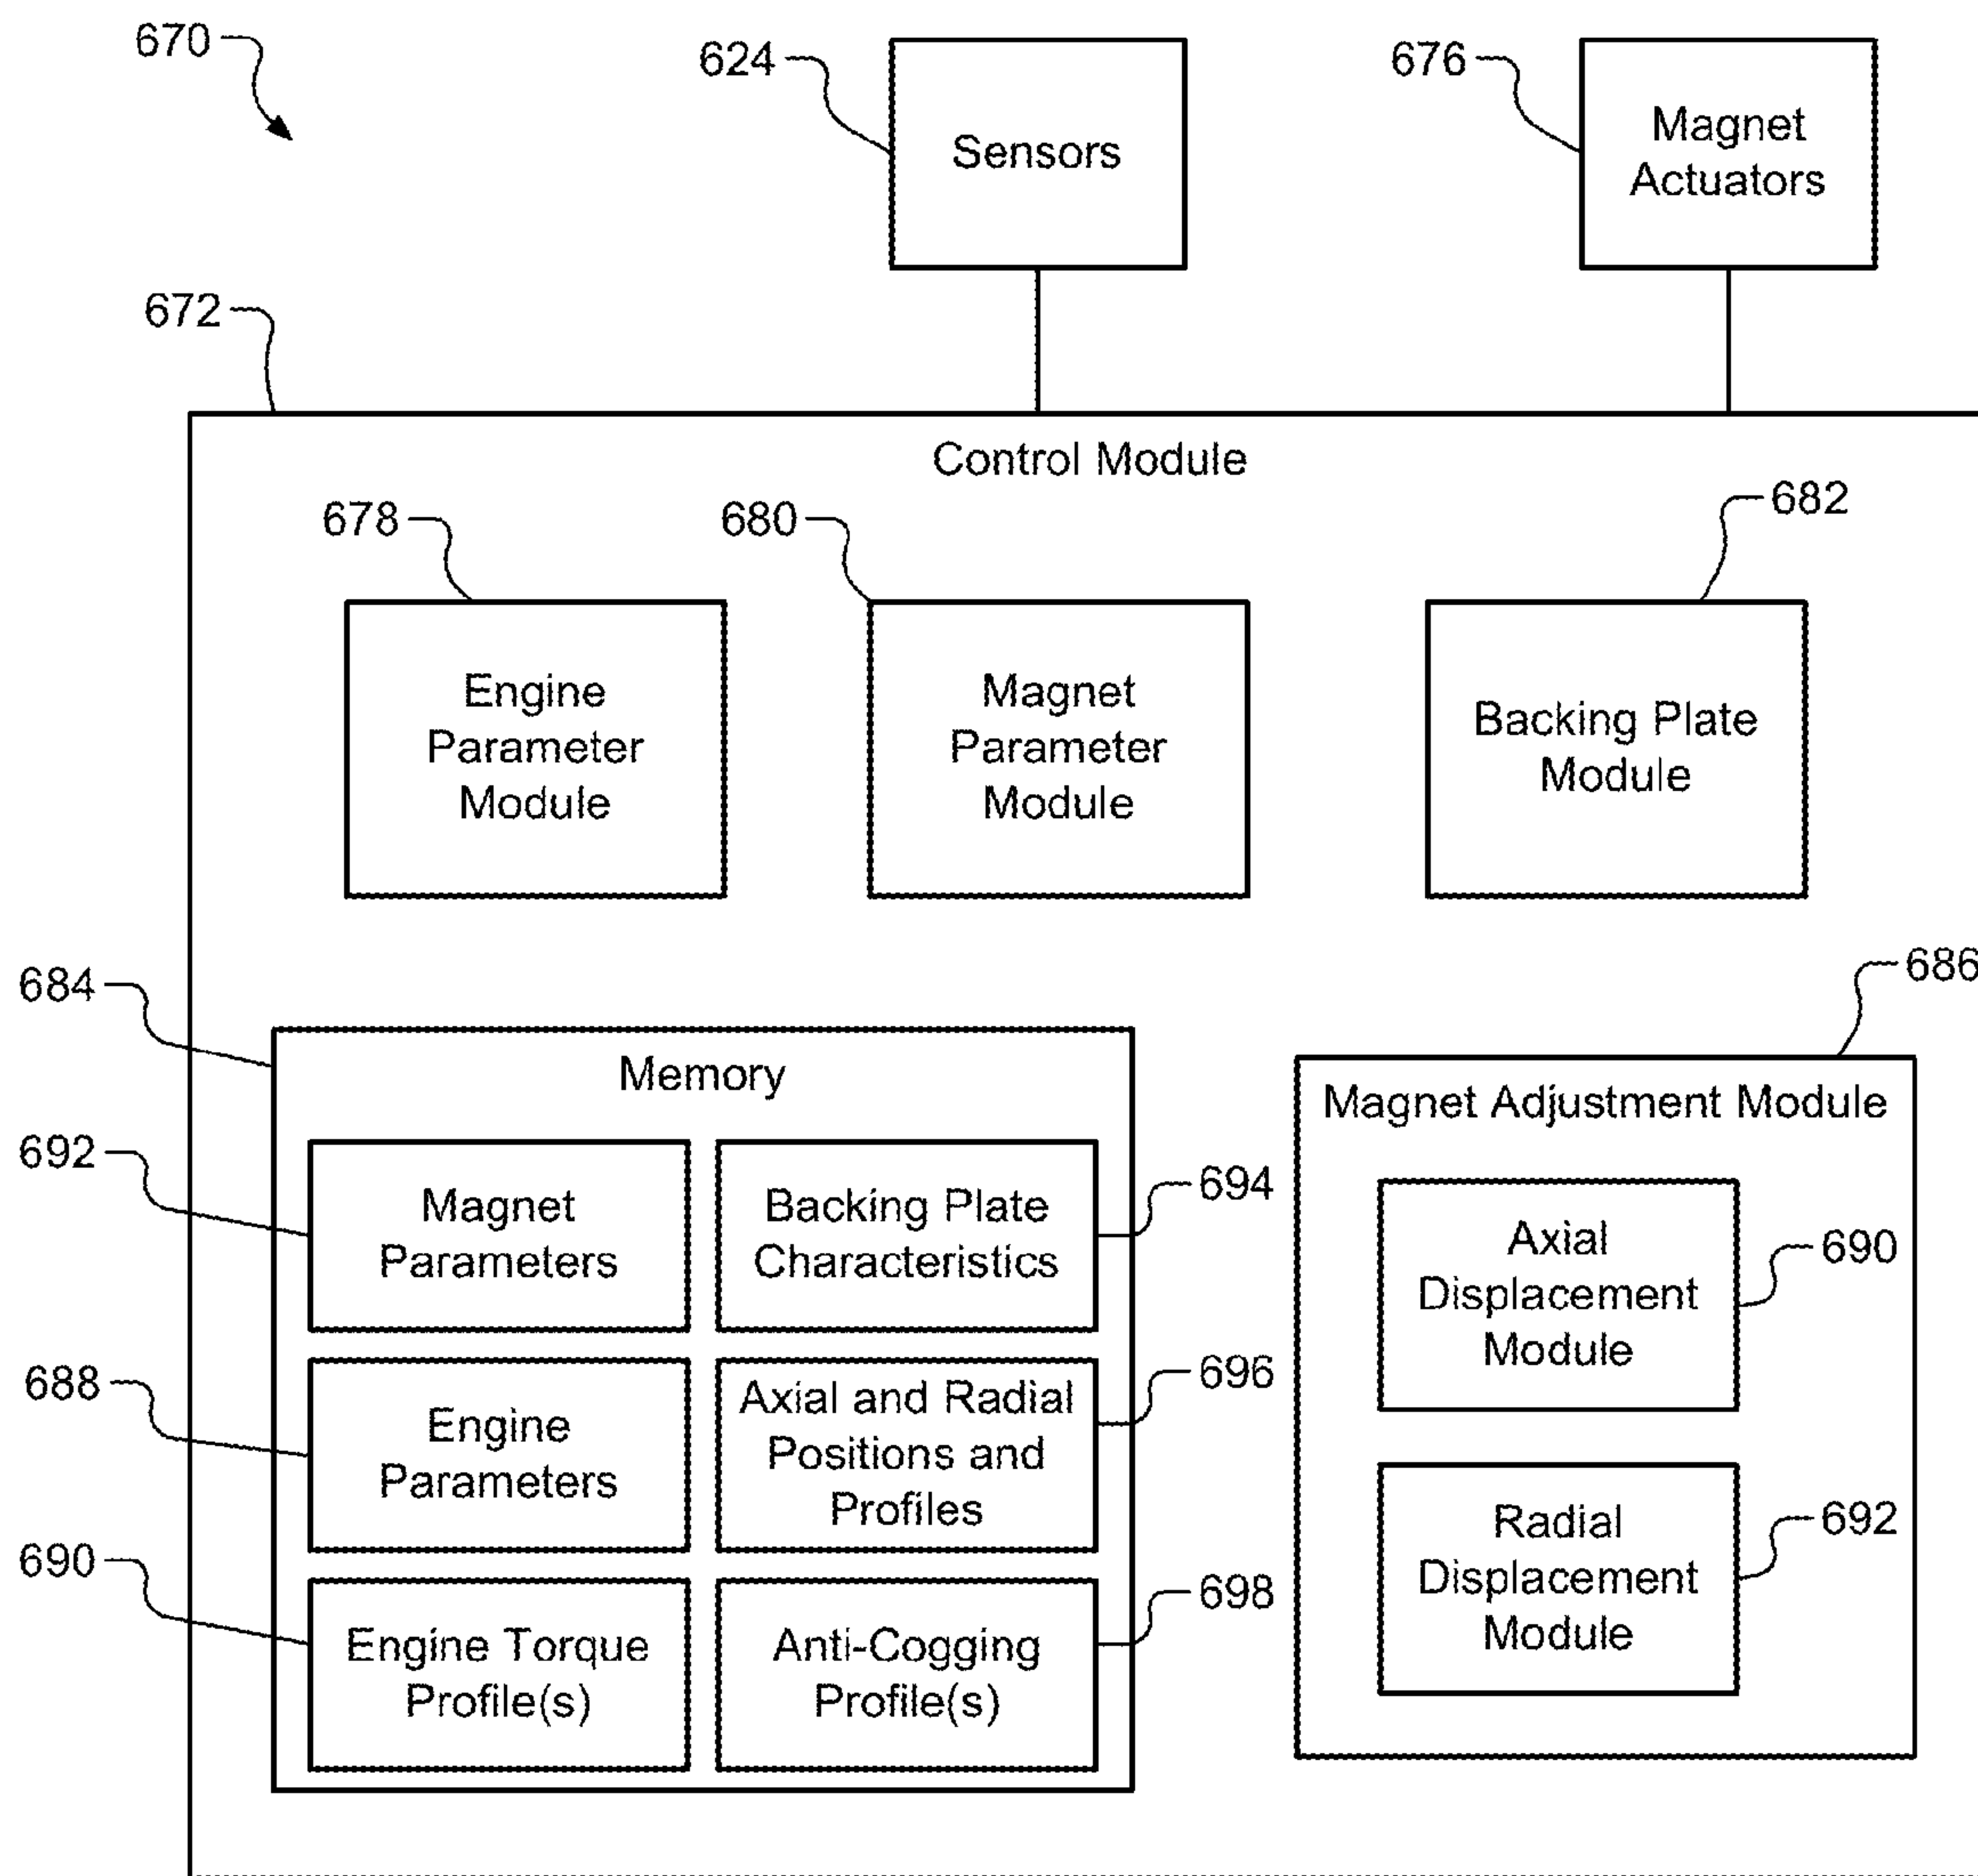 670
624
Sensors
676
Magnet
Actuators
672
Control Module
678
680
682
Engine
Parameter
Module
Magnet
Parameter
Module
Backing Plate
Module
684
686
Memory
692
Magnet
Parameters
Backing Plate
Characteristics
694
688
Engine
Parameters
Axial and Radial
Positions and
Profiles
696
690
Engine Torque
Profile(s)
Anti-Cogging
Profile(s)
698
Magnet Adjustment Module
Axial
Displacement
Module
690
Radial
Displacement
Module
692